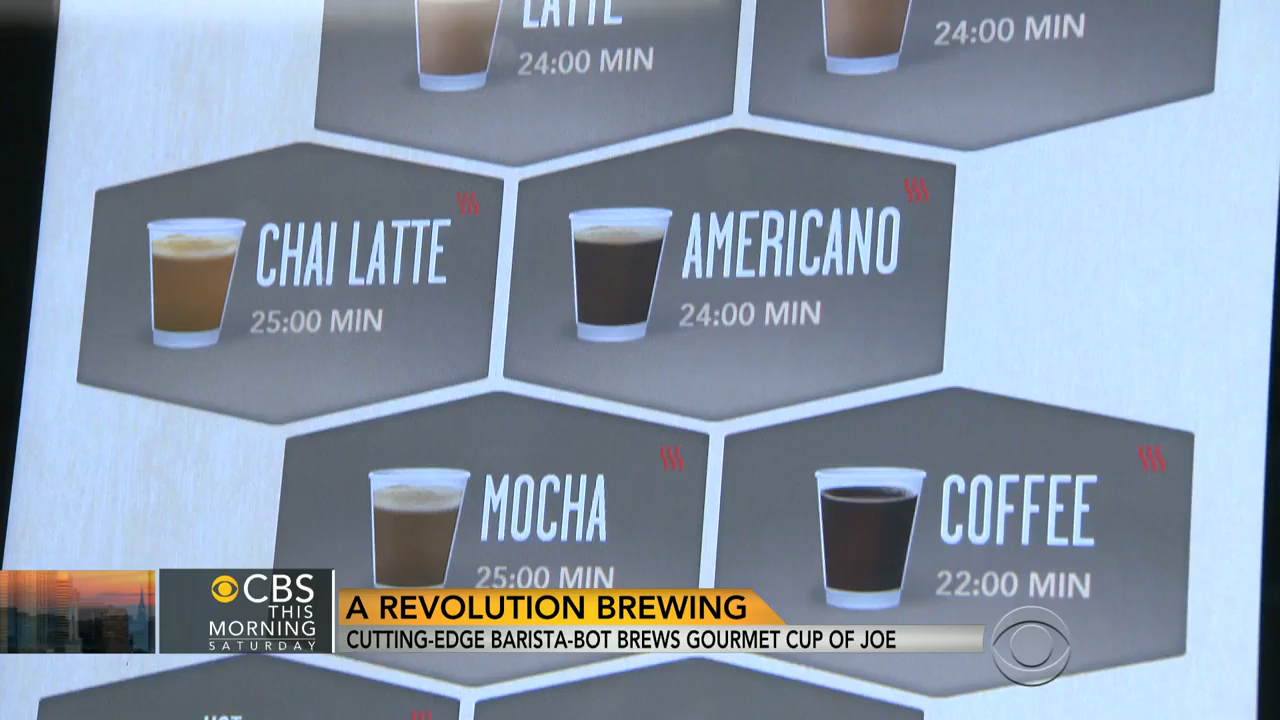 LATTE
24:00 MIN
24:00 MIN
CHAI LATTE
25:00 MIN
AMERICANO
24:00 MIN
MOCHA
25:00 MIN
COFFEE
22:00 MIN
CBS
THIS
MORNING
SATURDAY
A REVOLUTION BREWING
CUTTING-EDGE BARISTA-BOT BREWS GOURMET CUP OF JOE
HOT